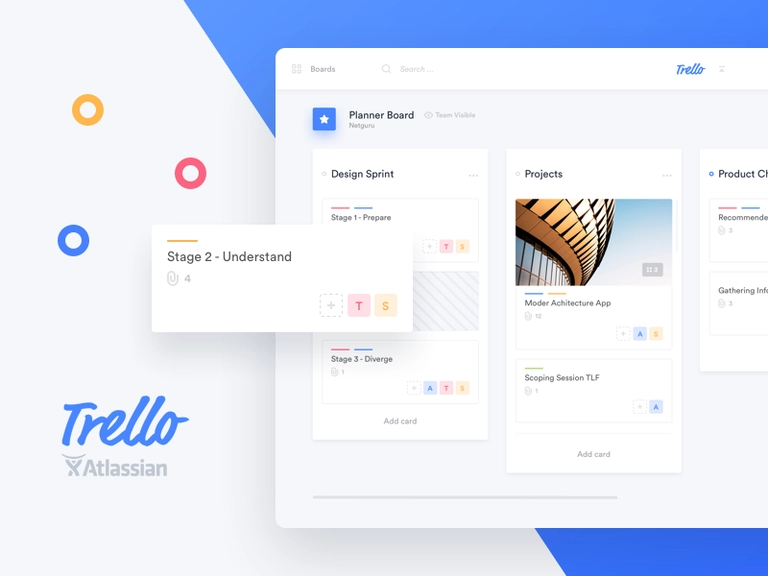 Boards
Search ...
Trello
Planner Board
Team Visible
Netguru
Design Sprint
Stage 1 - Prepare
+ T S
Stage 2 - Understand
4
+ T S
Stage 3 - Diverge
1
+ A T S
Add card
Projects
3
Moder Achitecture App
12
+ A S
Scoping Session TLF
1
+ A
Add card
Product Ch
Recommende
3
Gathering Info
3
Trello
Atlassian